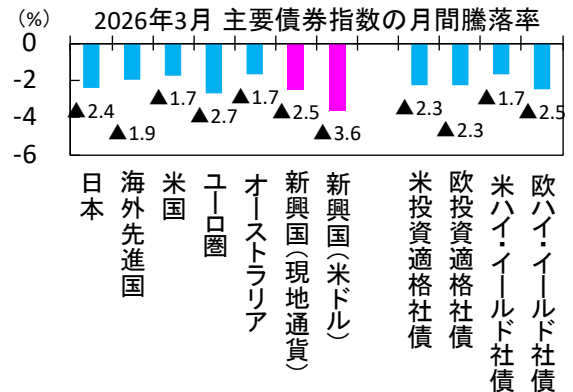 (%)
2026年3月 主要債券指数の月間騰落率
0
-2
-4
-6
▲2.4
▲1.9
▲1.7
▲2.7
▲1.7
▲2.5
▲3.6
▲2.3
▲2.3
▲1.7
▲2.5
日本
海外先進国
米国
ユーロ圏
オーストラリア
新興国(現地通貨)
新興国(米ドル)
米投資適格社債
欧投資適格社債
米ハイ・イールド社債
欧ハイ・イールド社債